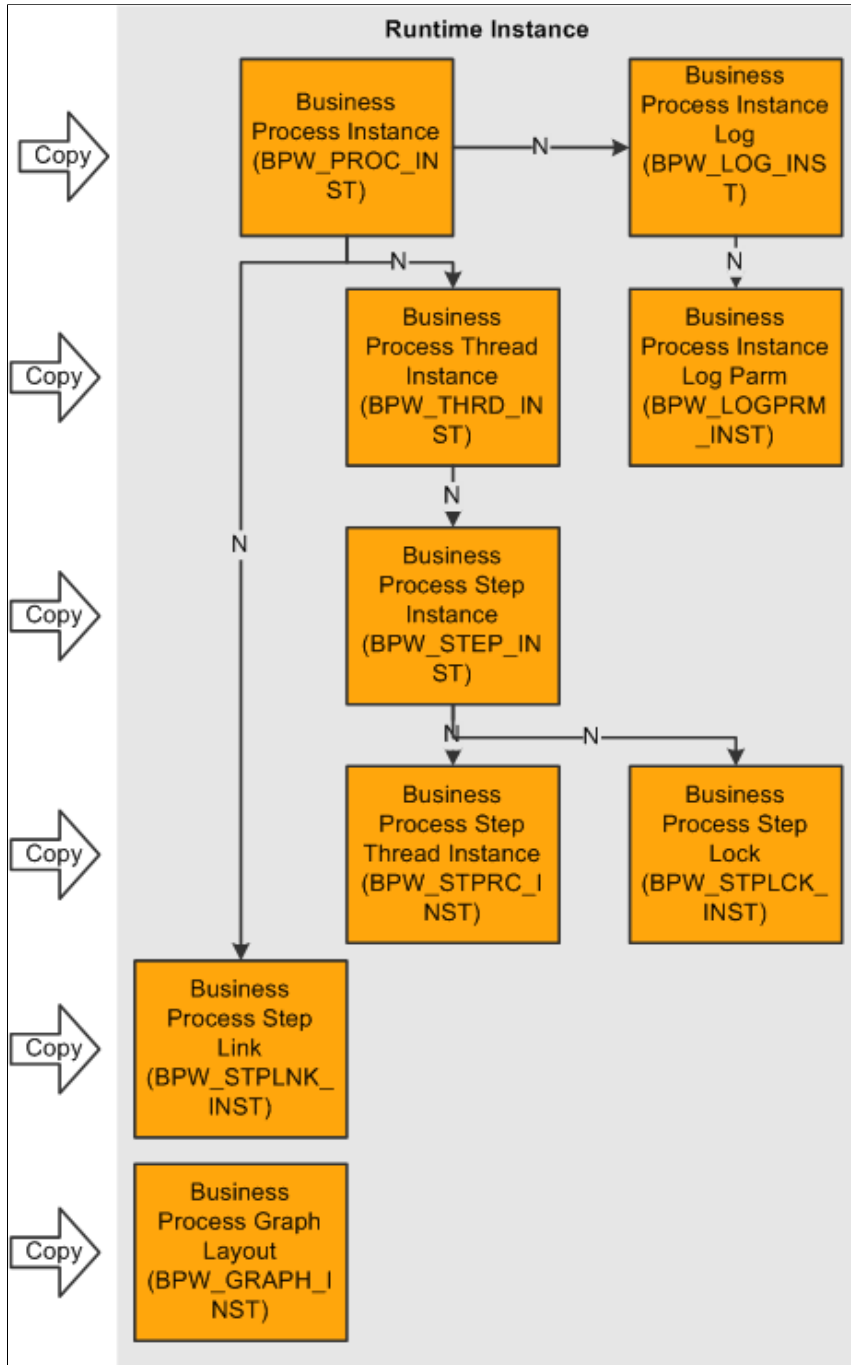 Runtime Instance
Copy
Business
Process Instance
(BPW_PROC_IN
ST)
N
Business
Process Instance
Log
(BPW_LOG_INS
T)
N
N
Copy
Business
Process Thread
Instance
(BPW_THRD_IN
ST)
Business
Process Instance
Log Parm
(BPW_LOGPRM
_INST)
N
N
Copy
Business
Process Step
Instance
(BPW_STEP_IN
ST)
N
N
Copy
Business
Process Step
Thread Instance
(BPW_STPRC_I
NST)
Business
Process Step
Lock
(BPW_STPLCK_
INST)
Copy
Business
Process Step
Link
(BPW_STPLNK_
INST)
Copy
Business
Process Graph
Layout
(BPW_GRAPH_I
NST)